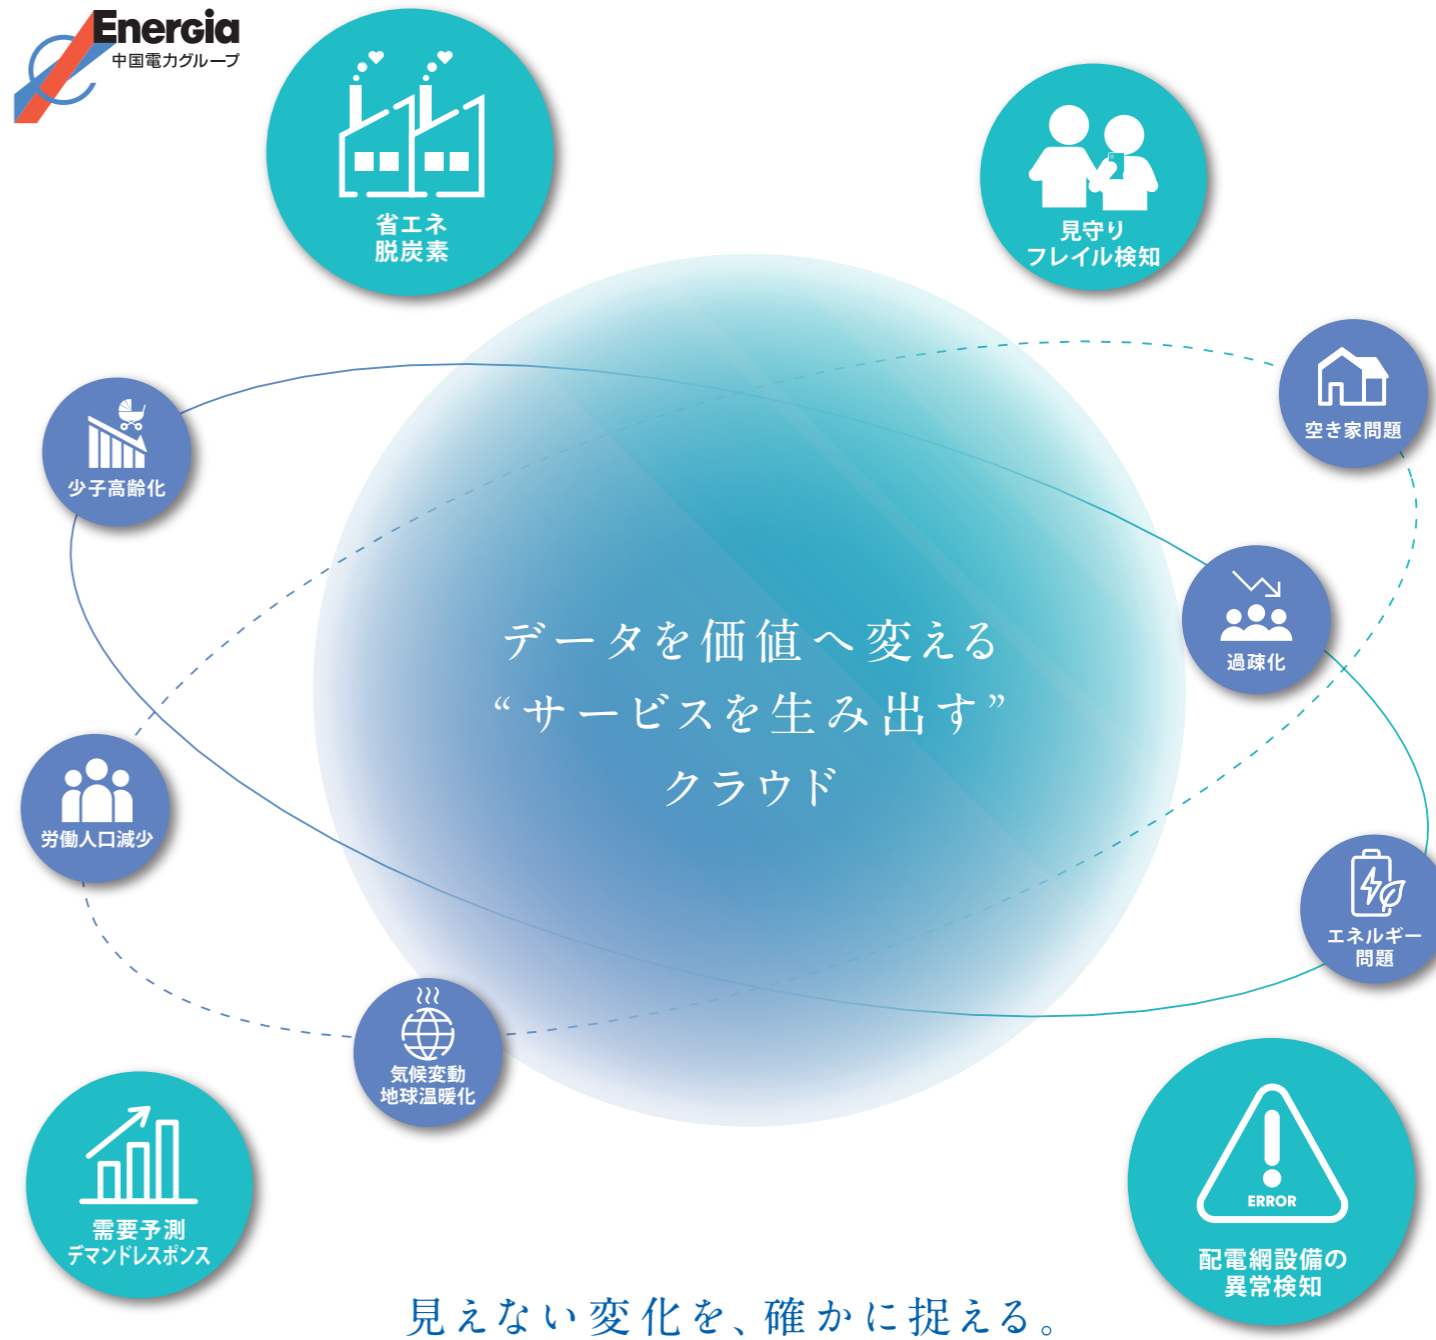 Energia
中国電力グループ
省エネ
脱炭素
見守り
フレイル検知
空き家問題
少子高齢化
過疎化
データを価値へ変える
“サービスを生み出す”
クラウド
労働人口減少
エネルギー
問題
気候変動
地球温暖化
需要予測
デマンドレスポンス
ERROR
配電網設備の
異常検知
見えない変化を、確かに捉える。